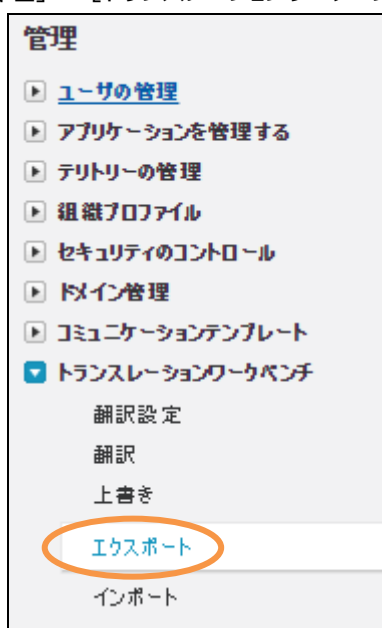 管理
ユーザの管理
アプリケーションを管理する
テリトリーの管理
組織プロファイル
セキュリティのコントロール
ドメイン管理
コミュニケーションテンプレート
トランスレーションワークベンチ
翻訳設定
翻訳
上書き
エクスポート
インポート